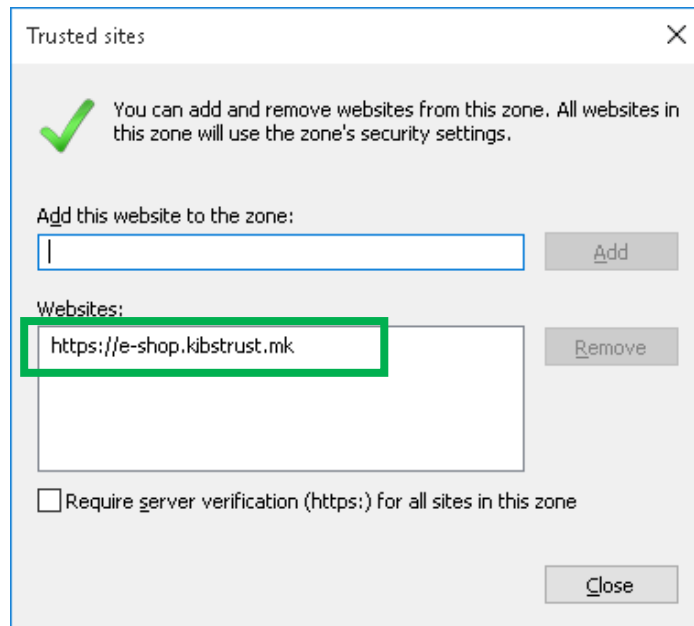 Trusted sites
You can add and remove websites from this zone. All websites in
this zone will use the zone's security settings.
Add this website to the zone:
Add
Websites:
https://e-shop.kibstrust.mk
Remove
Require server verification (https:) for all sites in this zone
Close